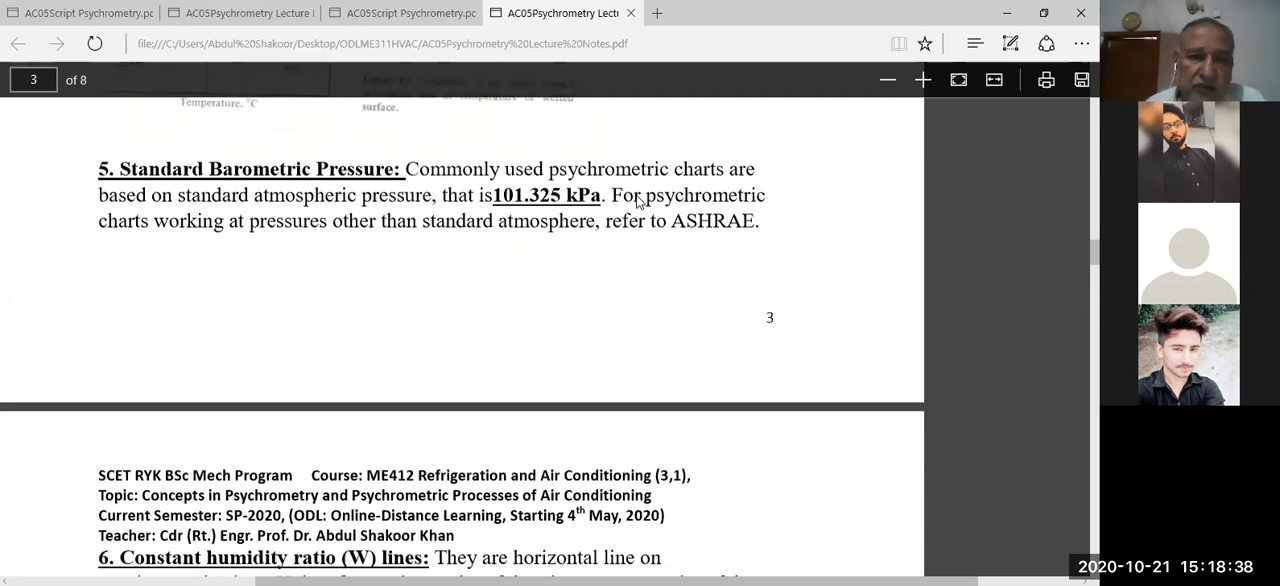 AC05Script Psychrometry.pc
AC05Psychrometry Lecture I
AC05Script Psychrometry.pc
AC05Psychrometry Lectu
file:///C:/Users/Abdul%20Shakoor/Desktop/ODLME311HVAC/AC05Psychrometry%20Lecture%20Notes.pdf
3 of 8
Temperature, °C
surface.
5. Standard Barometric Pressure: Commonly used psychrometric charts are
based on standard atmospheric pressure, that is101.325 kPa. For psychrometric
charts working at pressures other than standard atmosphere, refer to ASHRAE.
3
SCET RYK BSc Mech Program Course: ME412 Refrigeration and Air Conditioning (3,1),
Topic: Concepts in Psychrometry and Psychrometric Processes of Air Conditioning
Current Semester: SP-2020, (ODL: Online-Distance Learning, Starting 4th May, 2020)
Teacher: Cdr (Rt.) Engr. Prof. Dr. Abdul Shakoor Khan
6. Constant humidity ratio (W) lines: They are horizontal line on
2020-10-21 15:18:38